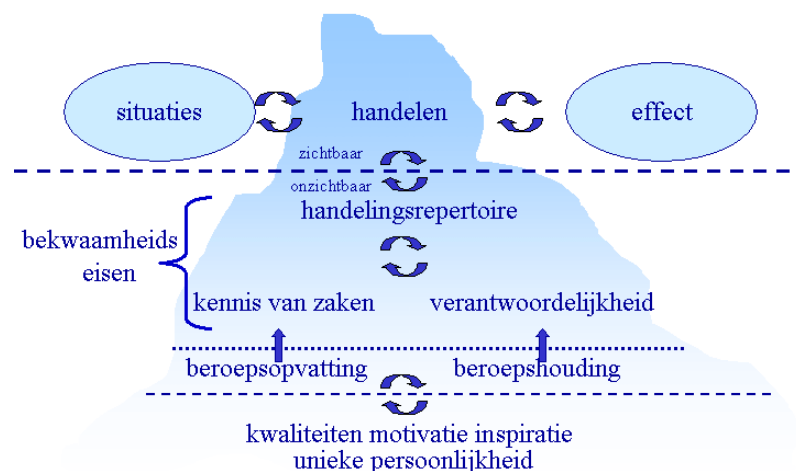 situaties
handelen
effect
zichtbaar
onzichtbaar
handelingsrepertoire
bekwaamheids
eisen
kennis van zaken
verantwoordelijkheid
beroepsopvatting
beroepshouding
kwaliteiten motivatie inspiratie
unieke persoonlijkheid